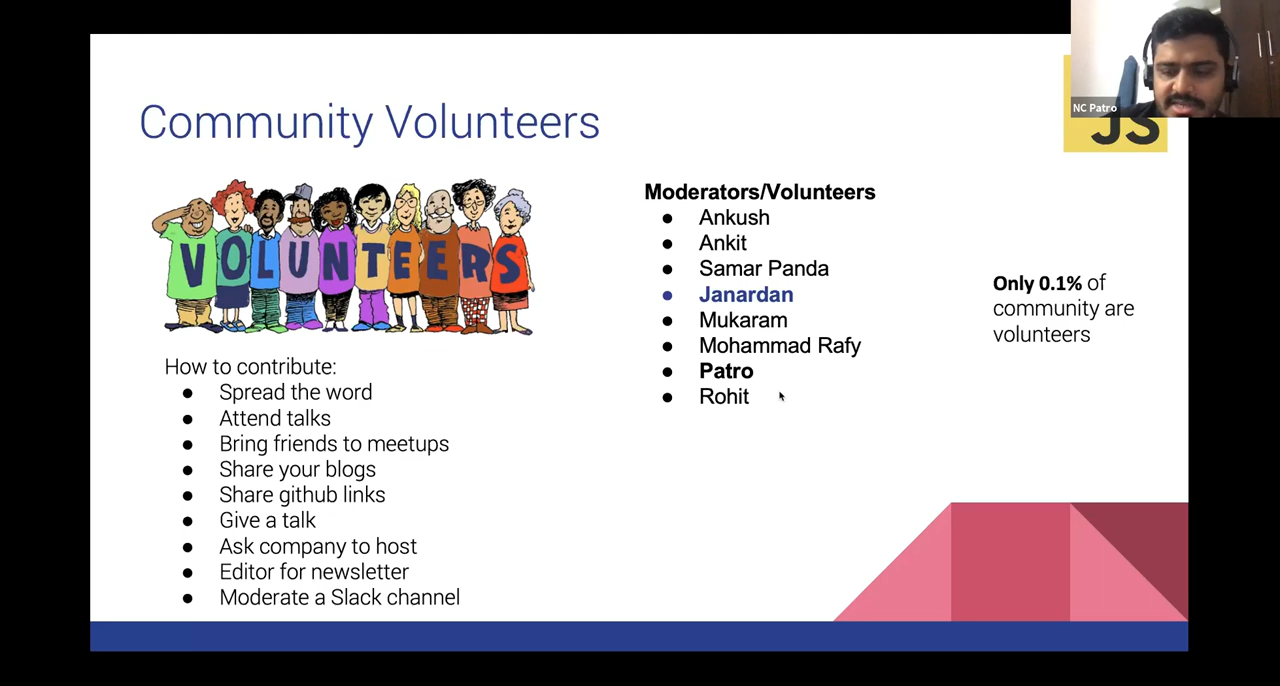 Community Volunteers
VOLUNTEERS
How to contribute:
● Spread the word
● Attend talks
● Bring friends to meetups
● Share your blogs
● Share github links
● Give a talk
● Ask company to host
● Editor for newsletter
● Moderate a Slack channel
Moderators/Volunteers
● Ankush
● Ankit
● Samar Panda
● Janardan
● Mukaram
● Mohammad Rafy
● Patro
● Rohit
Only 0.1% of
community are
volunteers
NC Patro
JS